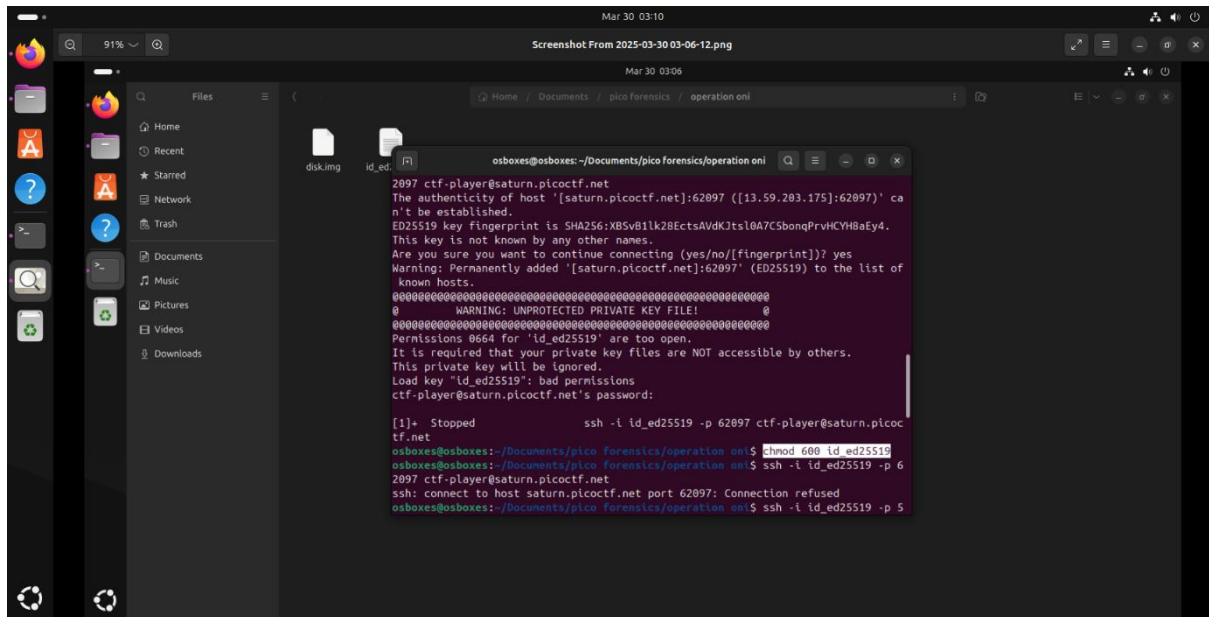 Mar 30 03:10
91%
Screenshot From 2025-03-30 03-06-12.png
Mar 30 03:06
Files
Home / Documents / pico forensics / operation oni
Home
Recent
Starred
Network
Trash
Documents
Music
Pictures
Videos
Downloads
disk.img
id_ed
osboxes@osboxes: ~/Documents/pico forensics/operation oni
2097 ctf-player@saturn.picoctf.net
The authenticity of host '[saturn.picoctf.net]:62097 ([13.59.203.175]:62097)' ca
n't be established.
ED25519 key fingerprint is SHA256:XBSvB1lk28EctsAVdKJtsl0A7CSbonqPrvHCYH8aEy4.
This key is not known by any other names.
Are you sure you want to continue connecting (yes/no/[fingerprint])? yes
Warning: Permanently added '[saturn.picoctf.net]:62097' (ED25519) to the list of
known hosts.
@@@@@@@@@@@@@@@@@@@@@@@@@@@@@@@@@@@@@@@@@@@@@@@@@@@@@@@@@@@
@ WARNING: UNPROTECTED PRIVATE KEY FILE! @
@@@@@@@@@@@@@@@@@@@@@@@@@@@@@@@@@@@@@@@@@@@@@@@@@@@@@@@@@@@
Permissions 0664 for 'id_ed25519' are too open.
It is required that your private key files are NOT accessible by others.
This private key will be ignored.
Load key "id_ed25519": bad permissions
ctf-player@saturn.picoctf.net's password:
[1]+ Stopped ssh -i id_ed25519 -p 62097 ctf-player@saturn.picoc
tf.net
osboxes@osboxes:~/Documents/pico forensics/operation oni$ chmod 600 id_ed25519
osboxes@osboxes:~/Documents/pico forensics/operation oni$ ssh -i id_ed25519 -p 6
2097 ctf-player@saturn.picoctf.net
ssh: connect to host saturn.picoctf.net port 62097: Connection refused
osboxes@osboxes:~/Documents/pico forensics/operation oni$ ssh -i id_ed25519 -p 5